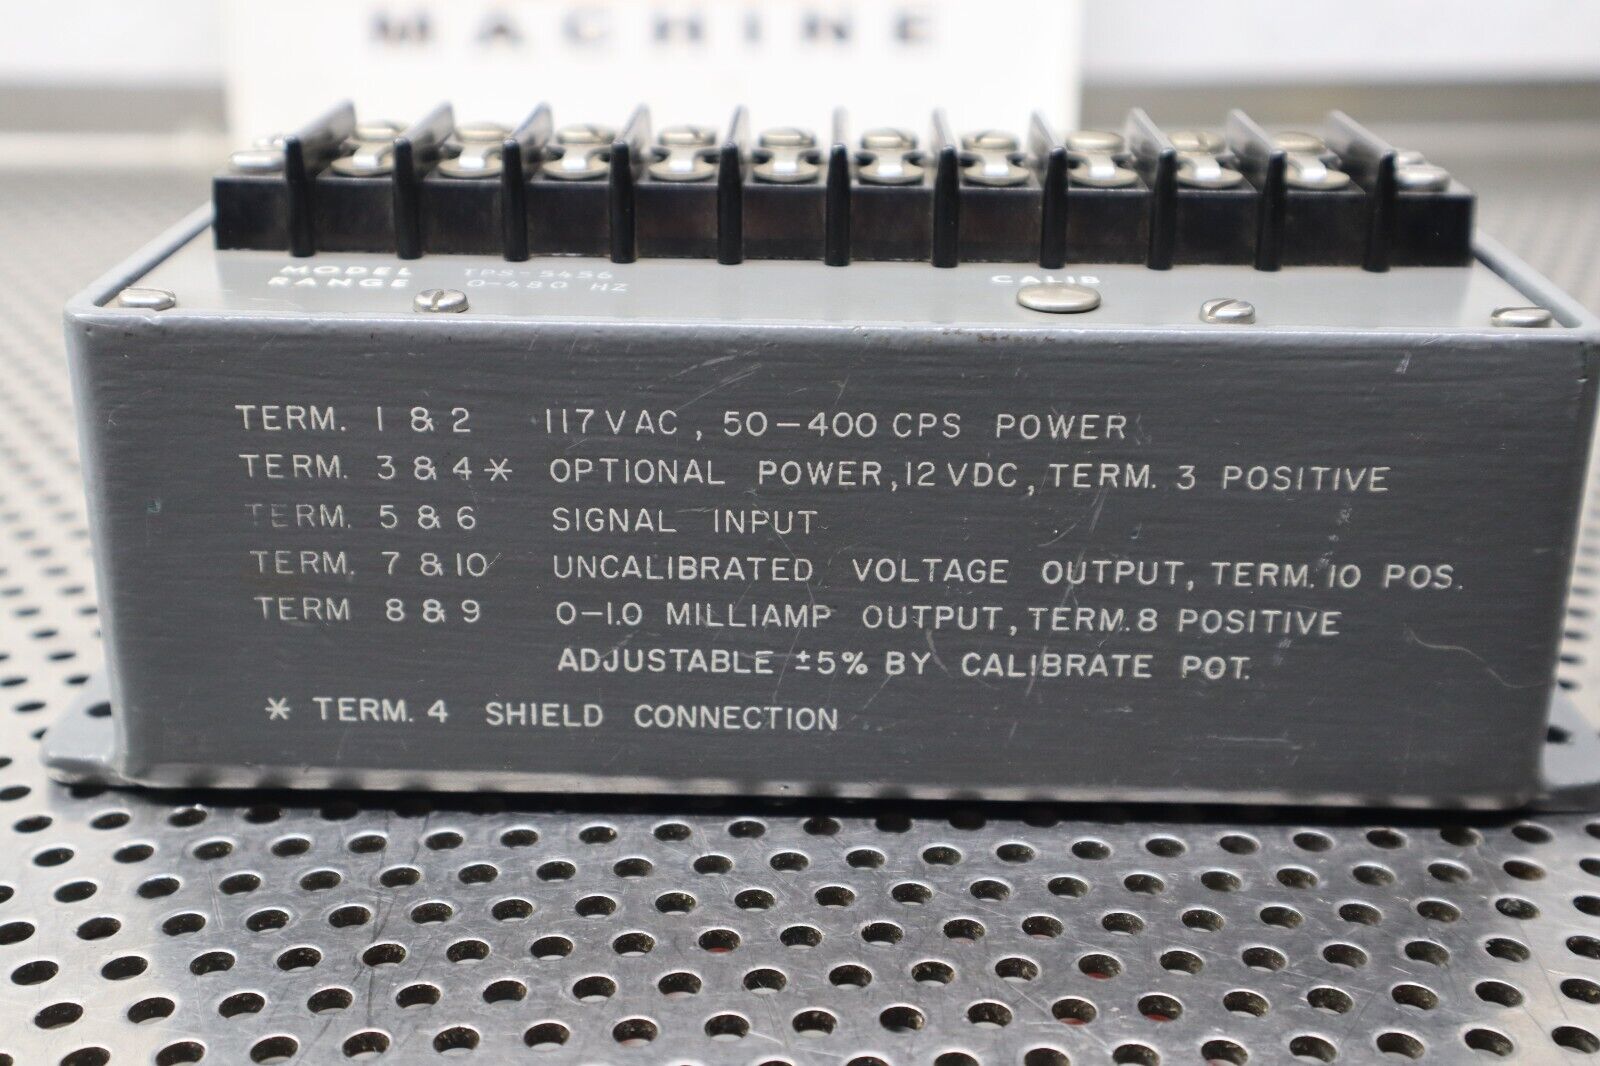 MACHINE
MODEL TPS-5456
RANGE 0-480 HZ
CALIB
TERM. 1 & 2 117 VAC, 50-400 CPS POWER
TERM. 3 & 4 * OPTIONAL POWER, 12 VDC, TERM. 3 POSITIVE
TERM. 5 & 6 SIGNAL INPUT
TERM. 7 & 10 UNCALIBRATED VOLTAGE OUTPUT, TERM. 10 POS.
TERM 8 & 9 0-1.0 MILLIAMP OUTPUT, TERM. 8 POSITIVE
ADJUSTABLE ±5% BY CALIBRATE POT.
* TERM. 4 SHIELD CONNECTION